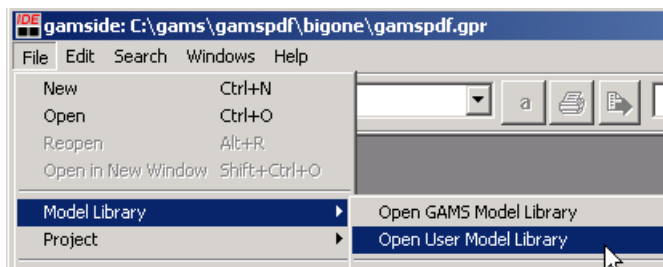 IDE gamside: C:\gams\gamspdf\bigone\gamspdf.gpr
File Edit Search Windows Help
New Ctrl+N
Open Ctrl+O
a
Reopen Alt+R
Open in New Window Shift+Ctrl+O
Model Library Open GAMS Model Library
Project Open User Model Library